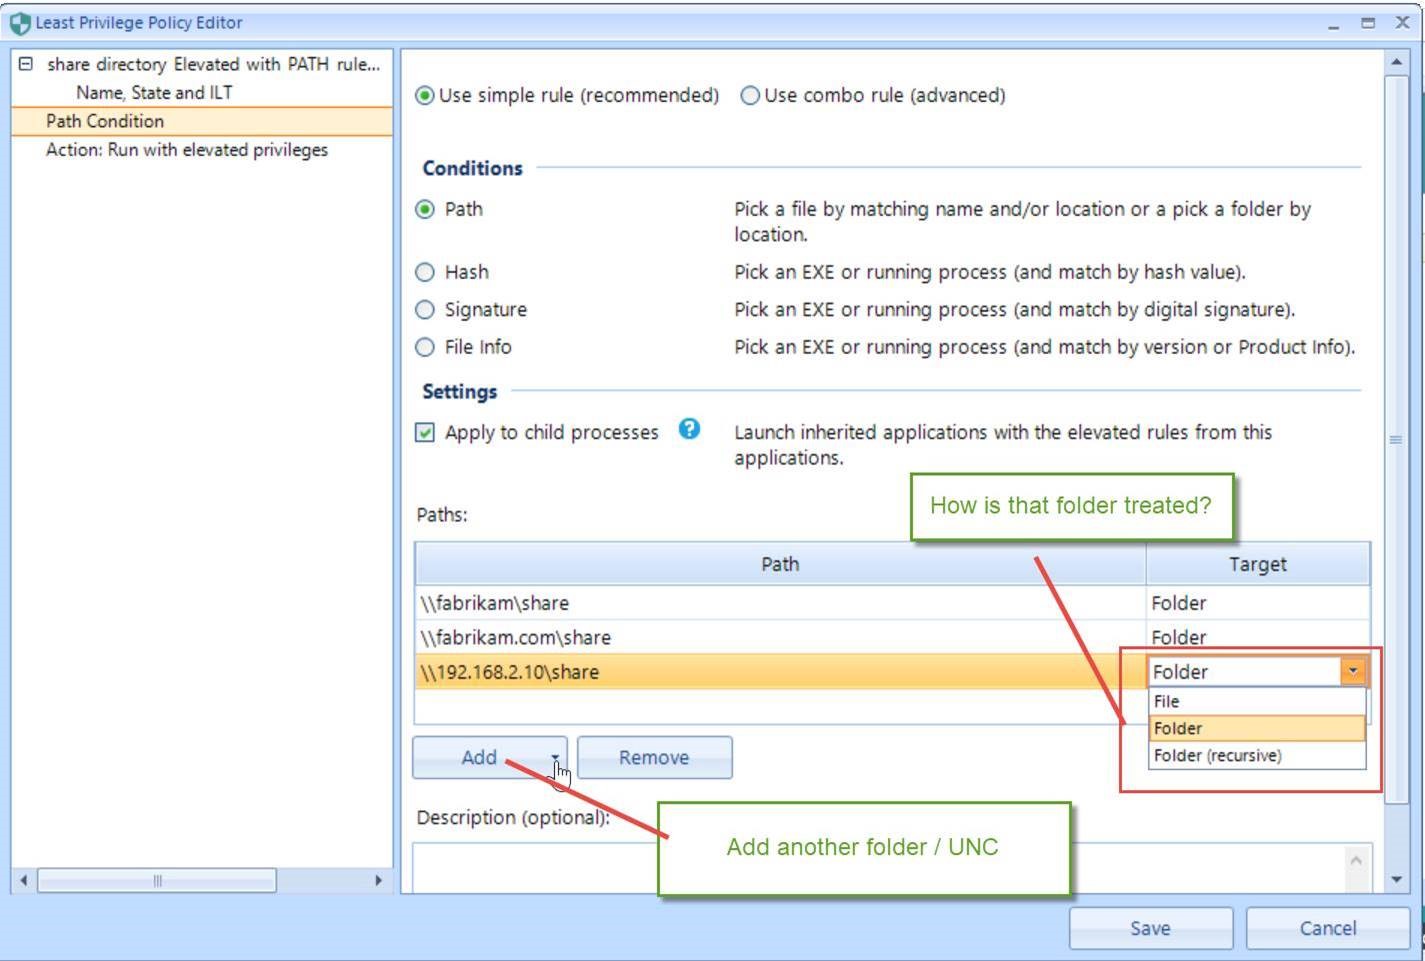 Least Privilege Policy Editor
share directory Elevated with PATH rule...
Name, State and ILT
Path Condition
Action: Run with elevated privileges
Use simple rule (recommended) Use combo rule (advanced)
Conditions
Path Pick a file by matching name and/or location or a pick a folder by
location.
Hash Pick an EXE or running process (and match by hash value).
Signature Pick an EXE or running process (and match by digital signature).
File Info Pick an EXE or running process (and match by version or Product Info).
Settings
Apply to child processes ? Launch inherited applications with the elevated rules from this
applications.
How is that folder treated?
Paths:
Path Target
\\fabrikam\share Folder
\\fabrikam.com\share Folder
\\192.168.2.10\share Folder
File
Folder
Folder (recursive)
Add Remove
Description (optional):
Add another folder / UNC
Save Cancel